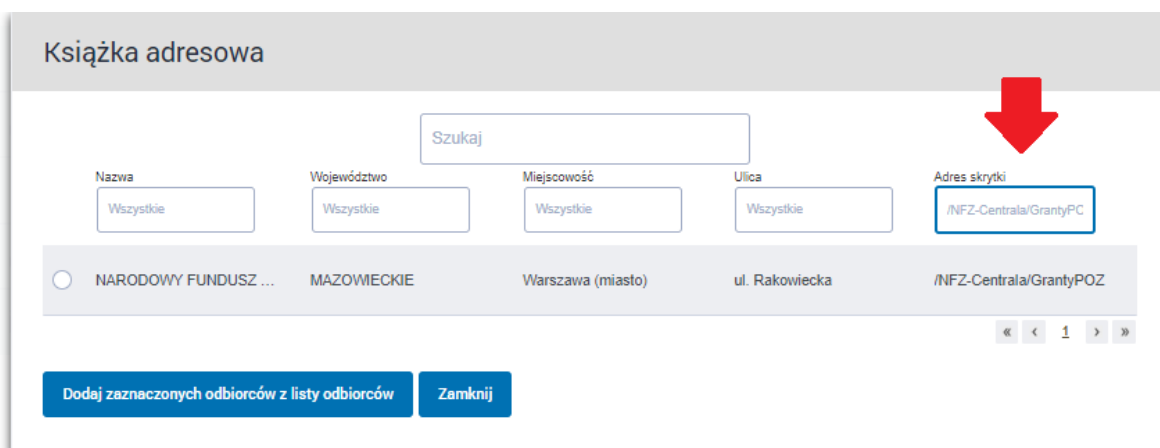 Książka adresowa
Szukaj
Nazwa Województwo Miejscowość Ulica Adres skrytki
Wszystkie Wszystkie Wszystkie Wszystkie /NFZ-Centrala/GrantyPC
NARODOWY FUNDUSZ ... MAZOWIECKIE Warszawa (miasto) ul. Rakowiecka /NFZ-Centrala/GrantyPOZ
« ‹ 1 › »
Dodaj zaznaczonych odbiorców z listy odbiorców Zamknij